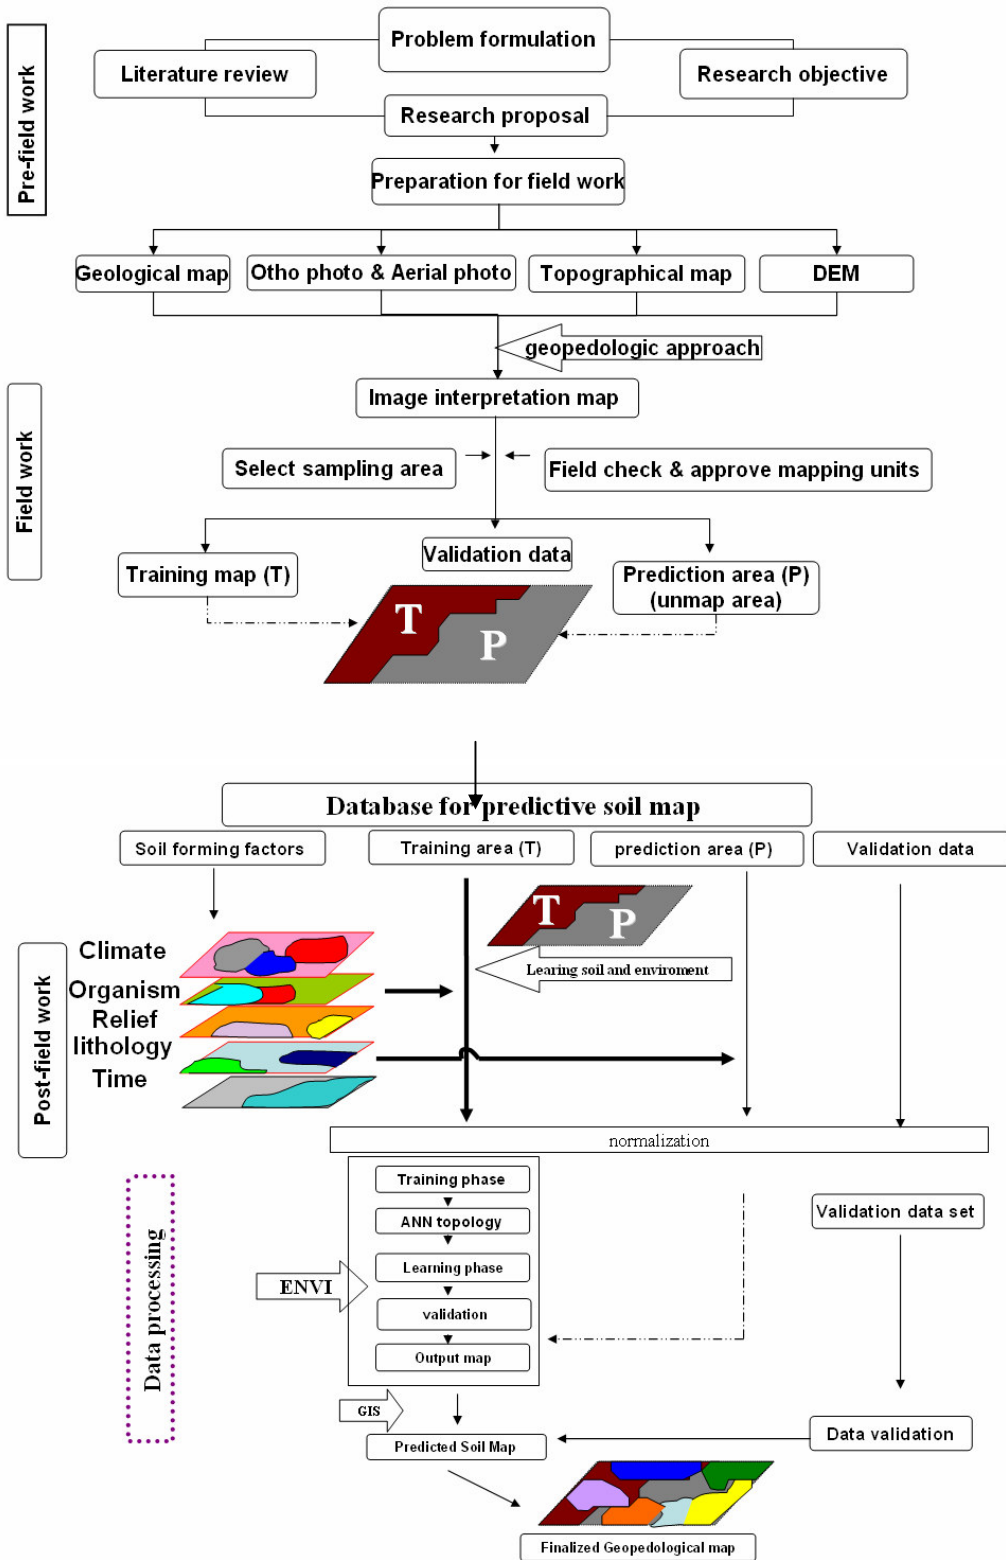 Pre-field work
Problem formulation
Literature review
Research objective
Research proposal
Preparation for field work
Geological map
Otho photo & Aerial photo
Topographical map
DEM
geopedologic approach
Field work
Image interpretation map
Select sampling area
Field check & approve mapping units
Training map (T)
Validation data
Prediction area (P)
(unmap area)
T
P
Database for predictive soil map
Soil forming factors
Training area (T)
prediction area (P)
Validation data
T
P
Post-field work
Climate
Learing soil and enviroment
Organism
Relief
lithology
Time
normalization
Data processing
Training phase
ANN topology
Validation data set
Learning phase
ENVI
validation
Output map
GIS
Predicted Soil Map
Data validation
Finalized Geopedological map